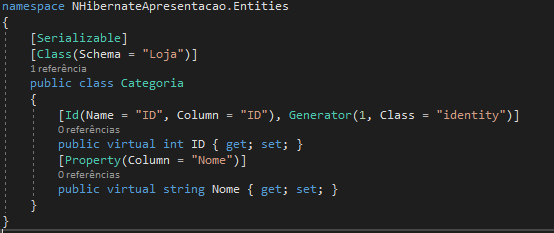 namespace NHibernateApresentacao.Entities
{
[Serializable]
[Class(Schema = "Loja")]
1 referência
public class Categoria
{
[Id(Name = "ID", Column = "ID"), Generator(1, Class = "identity")]
0 referências
public virtual int ID { get; set; }
[Property(Column = "Nome")]
0 referências
public virtual string Nome { get; set; }
}
}